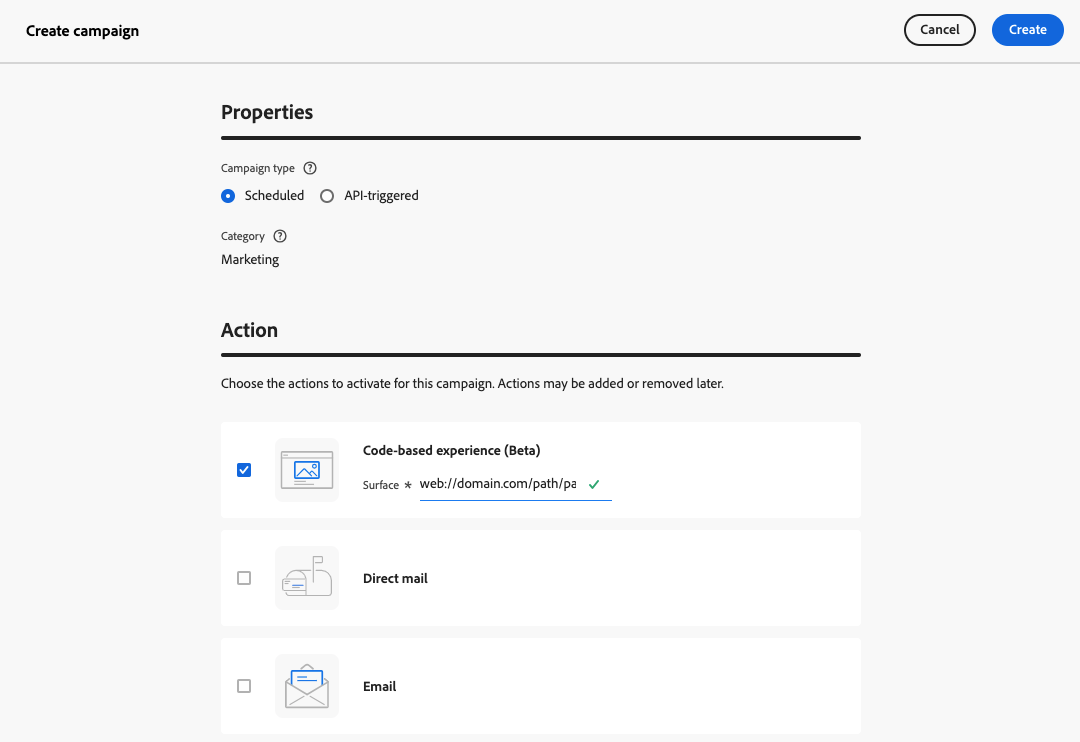 Create campaign
Cancel
Create
Properties
Campaign type
Scheduled API-triggered
Category
Marketing
Action
Choose the actions to activate for this campaign. Actions may be added or removed later.
Code-based experience (Beta)
Surface * web://domain.com/path/pa
Direct mail
Email